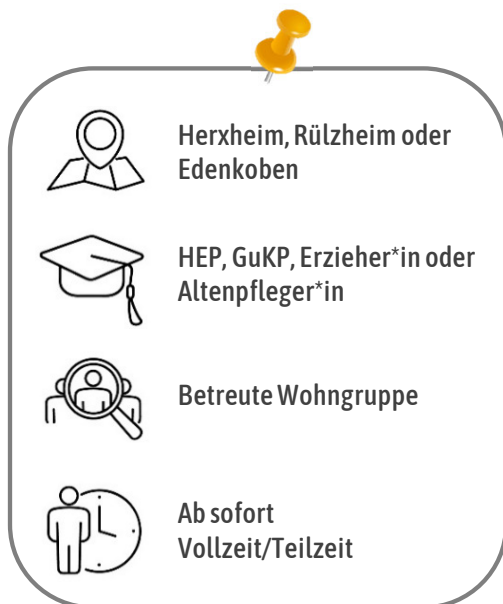 Herxheim, Rülzheim oder
Edenkoben
HEP, GuKP, Erzieher*in oder
Altenpfleger*in
Betreute Wohngruppe
Ab sofort
Vollzeit/Teilzeit